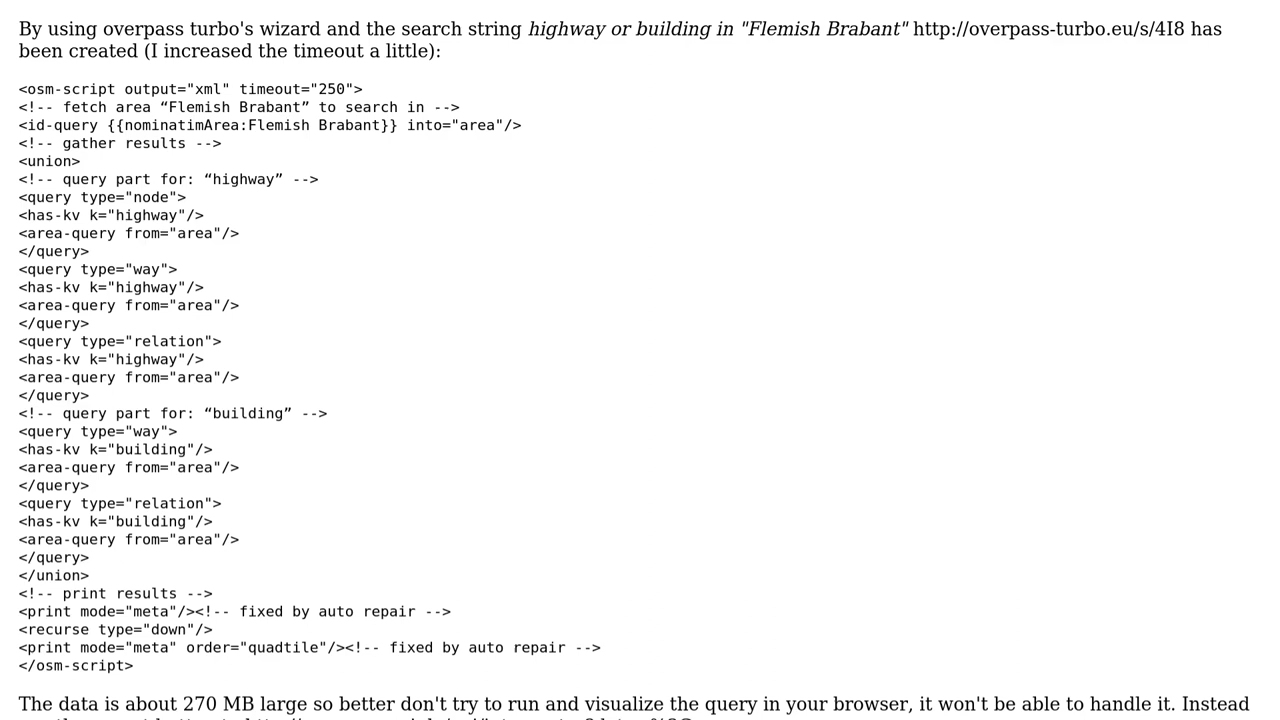 By using overpass turbo's wizard and the search string highway or building in "Flemish Brabant" http://overpass-turbo.eu/s/4I8 has
been created (I increased the timeout a little):
<osm-script output="xml" timeout="250">
<!-- fetch area “Flemish Brabant” to search in -->
<id-query {{nominatimArea:Flemish Brabant}} into="area"/>
<!-- gather results -->
<union>
<!-- query part for: “highway” -->
<query type="node">
<has-kv k="highway"/>
<area-query from="area"/>
</query>
<query type="way">
<has-kv k="highway"/>
<area-query from="area"/>
</query>
<query type="relation">
<has-kv k="highway"/>
<area-query from="area"/>
</query>
<!-- query part for: “building” -->
<query type="way">
<has-kv k="building"/>
<area-query from="area"/>
</query>
<query type="relation">
<has-kv k="building"/>
<area-query from="area"/>
</query>
</union>
<!-- print results -->
<print mode="meta"/><!-- fixed by auto repair -->
<recurse type="down"/>
<print mode="meta" order="quadtile"/><!-- fixed by auto repair -->
</osm-script>
The data is about 270 MB large so better don't try to run and visualize the query in your browser, it won't be able to handle it. Instead